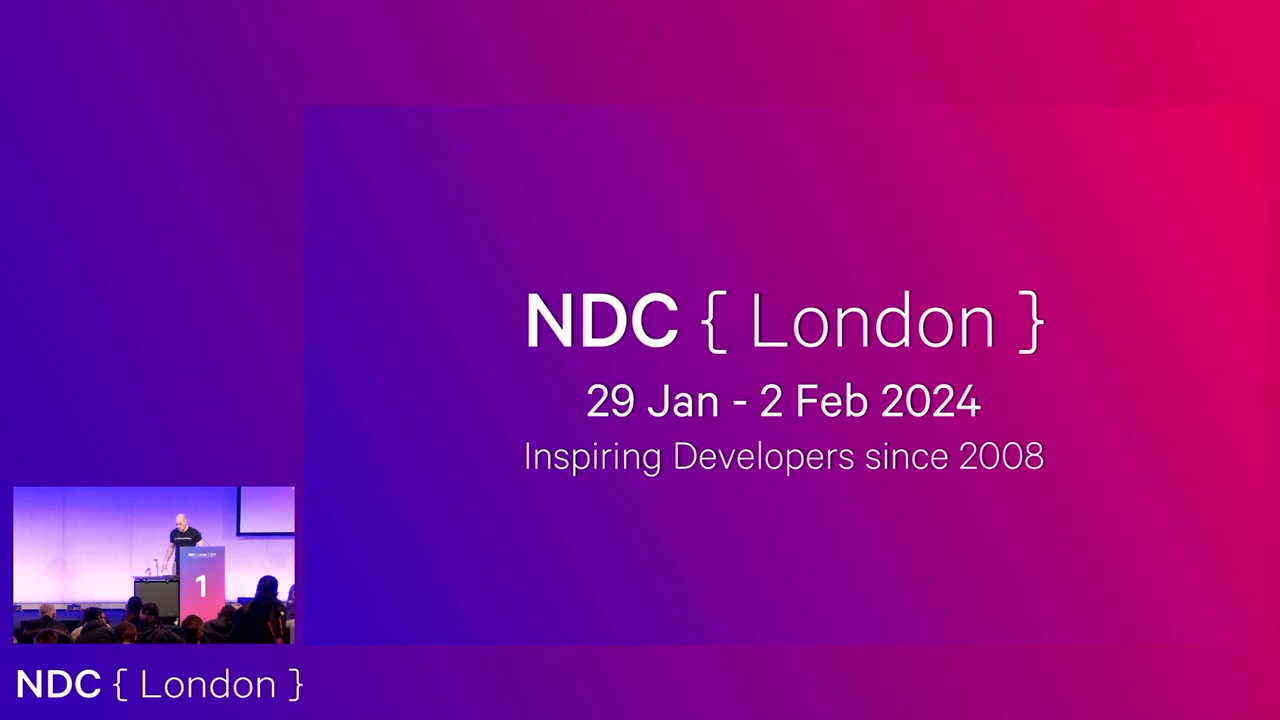 NDC { London }
29 Jan - 2 Feb 2024
Inspiring Developers since 2008
1
NDC { London }